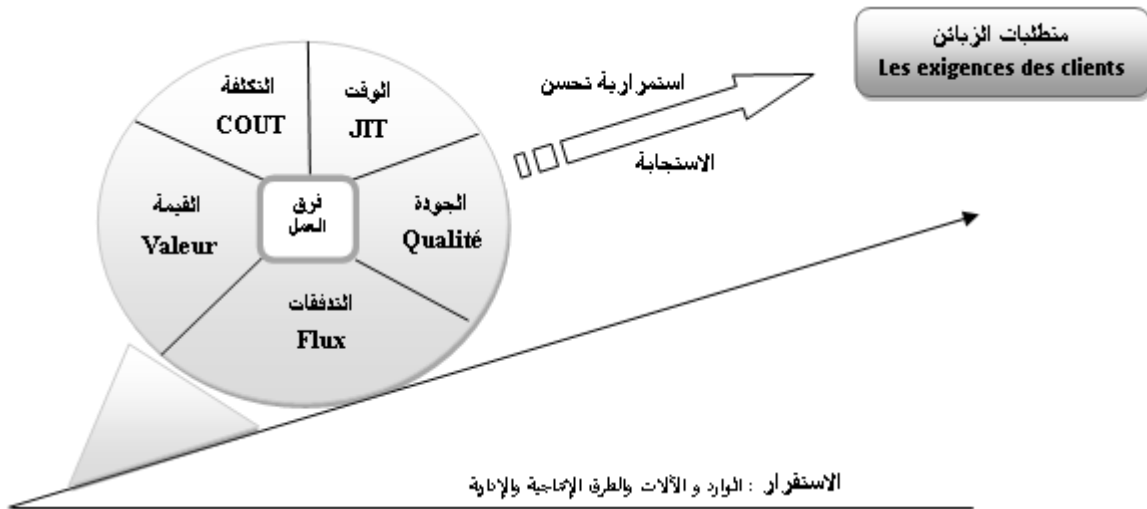 متطلبات الزبائن
Les exigences des clients
استمرارية تحسن
الاستجابة
الوقت
JIT
التكلفة
COUT
الجودة
Qualité
فرق
العمل
القيمة
Valeur
التدفقات
Flux
الاستقرار : الموارد و الآلات والطرق الإنتاجية والإدارية